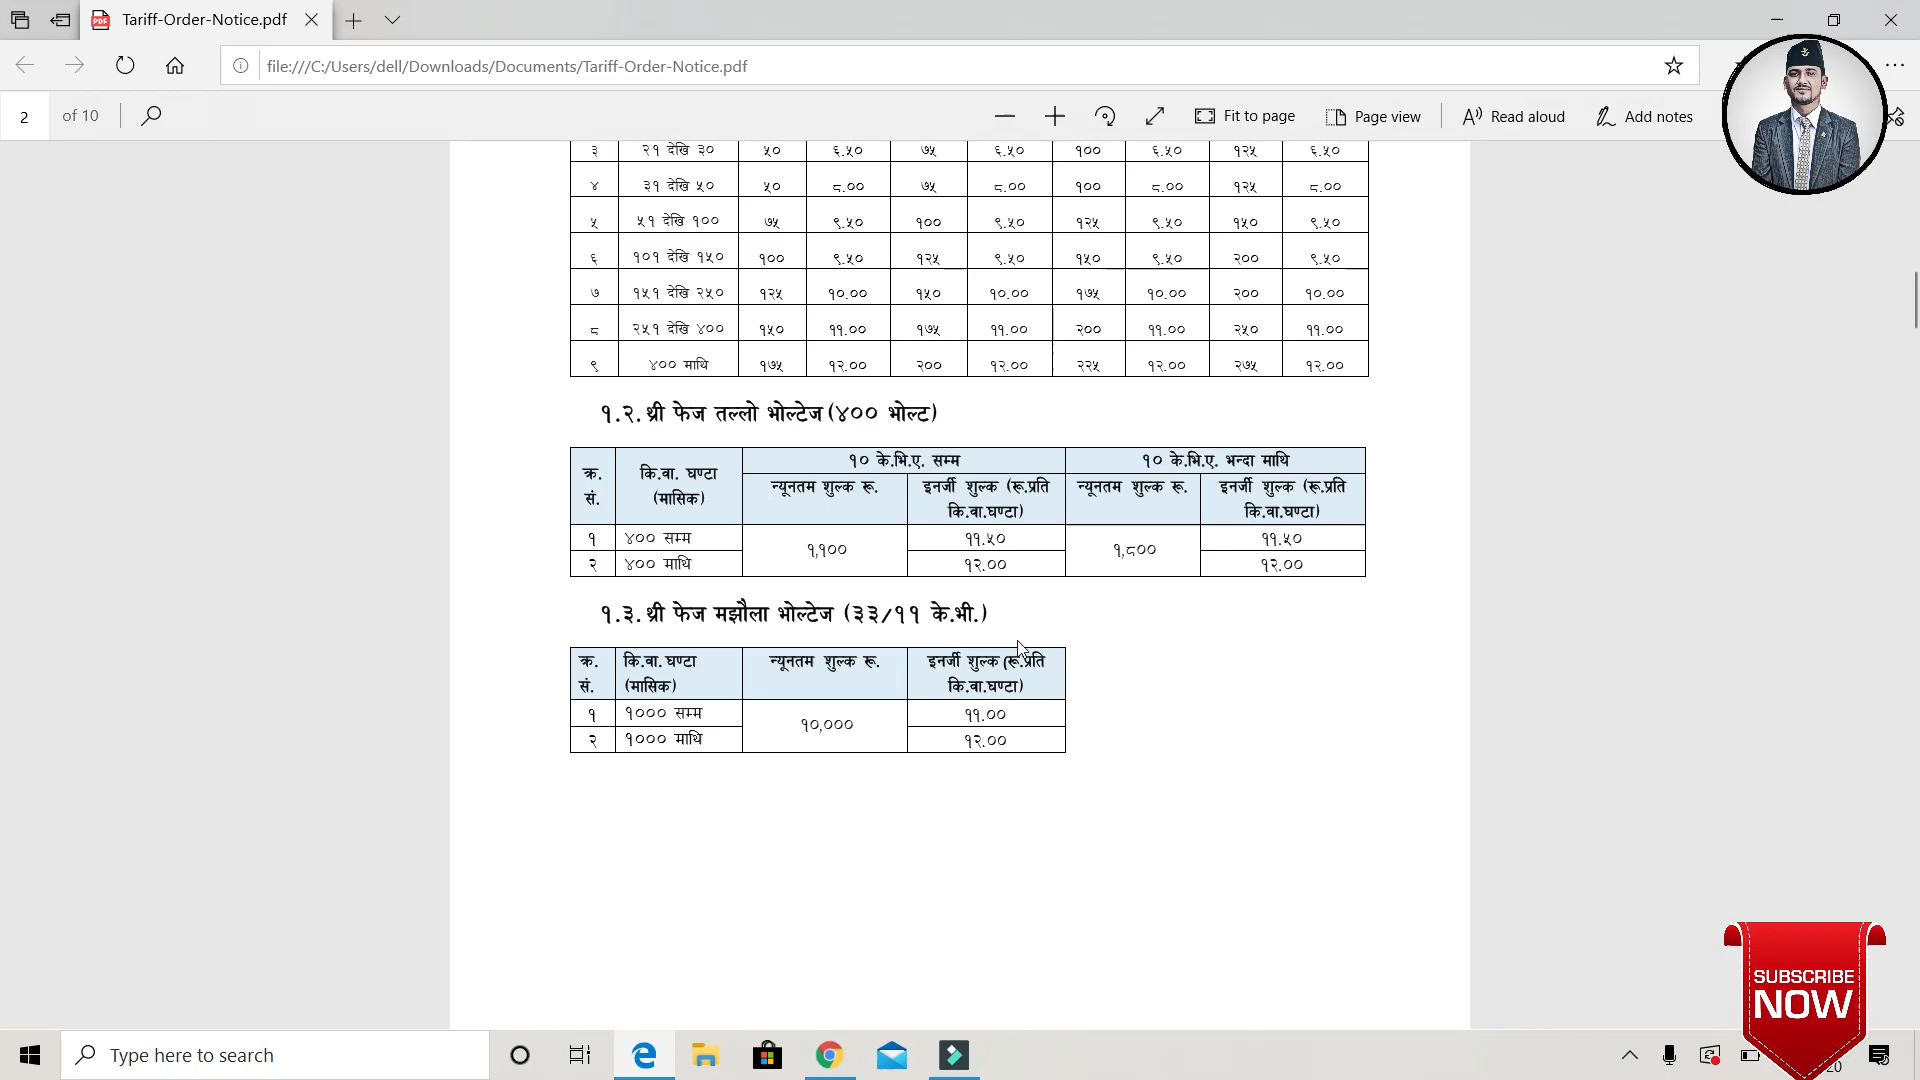 Tariff-Order-Notice.pdf
file:///C:/Users/dell/Downloads/Documents/Tariff-Order-Notice.pdf
2 of 10 Fit to page Page view Read aloud Add notes
३ २१ देखि ३० ५० ६.५० ७५ ६.५० १०० ६.५० १२५ ६.५०
४ ३१ देखि ५० ५० ८.०० ७५ ८.०० १०० ८.०० १२५ ८.००
५ ५१ देखि १०० ७५ ९.५० १०० ९.५० १२५ ९.५० १५० ९.५०
६ १०१ देखि १५० १०० ९.५० १२५ ९.५० १५० ९.५० २०० ९.५०
७ १५१ देखि २५० १२५ १०.०० १५० १०.०० १७५ १०.०० २०० १०.००
८ २५१ देखि ४०० १५० ११.०० १७५ ११.०० २०० ११.०० २५० ११.००
९ ४०० माथि १७५ १२.०० २०० १२.०० २२५ १२.०० २७५ १२.००
१.२. थ्री फेज तल्लो भोल्टेज (४०० भोल्ट)
क्र. सं. कि.वा. घण्टा (मासिक) १० के.भि.ए. सम्म १० के.भि.ए. भन्दा माथि
न्यूनतम शुल्क रू. इनर्जी शुल्क (रू.प्रति कि.वा.घण्टा) न्यूनतम शुल्क रू. इनर्जी शुल्क (रू.प्रति कि.वा.घण्टा)
१ ४०० सम्म १,१०० ११.५० १,८०० ११.५०
२ ४०० माथि १२.०० १२.००
१.३. थ्री फेज मझौला भोल्टेज (३३/११ के.भी.)
क्र. सं. कि.वा. घण्टा (मासिक) न्यूनतम शुल्क रू. इनर्जी शुल्क (रू.प्रति कि.वा.घण्टा)
१ १००० सम्म १०,००० ११.००
२ १००० माथि १२.००
SUBSCRIBE
NOW
Type here to search